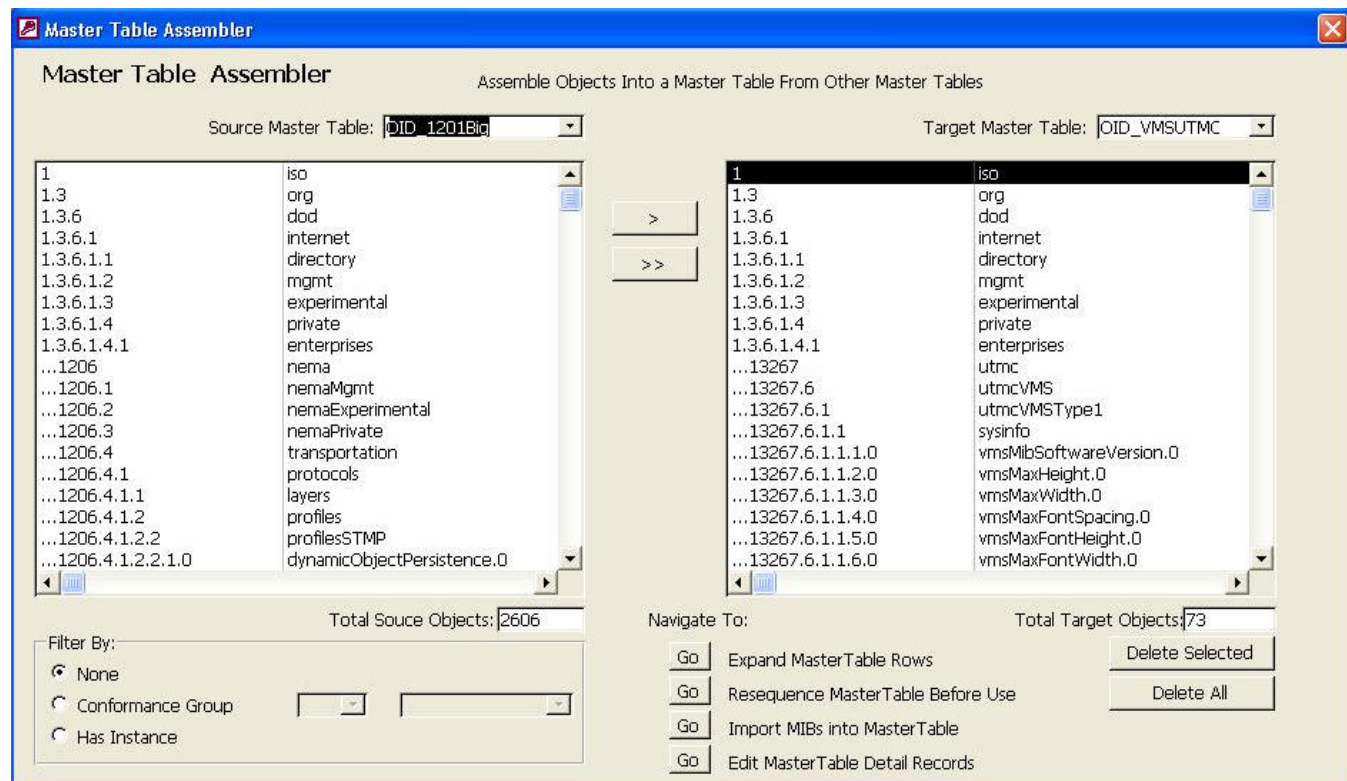 Master Table Assembler
Master Table Assembler
Assemble Objects Into a Master Table From Other Master Tables
Source Master Table: OID_1201Big
Target Master Table: OID_VMSUTMC
1 iso
1.3 org
1.3.6 dod
1.3.6.1 internet
1.3.6.1.1 directory
1.3.6.1.2 mgmt
1.3.6.1.3 experimental
1.3.6.1.4 private
1.3.6.1.4.1 enterprises
...1206 nema
...1206.1 nemaMgmt
...1206.2 nemaExperimental
...1206.3 nemaPrivate
...1206.4 transportation
...1206.4.1 protocols
...1206.4.1.1 layers
...1206.4.1.2 profiles
...1206.4.1.2.2 profilesSTMP
...1206.4.1.2.2.1.0 dynamicObjectPersistence.0
>
>>
1 iso
1.3 org
1.3.6 dod
1.3.6.1 internet
1.3.6.1.1 directory
1.3.6.1.2 mgmt
1.3.6.1.3 experimental
1.3.6.1.4 private
1.3.6.1.4.1 enterprises
...13267 utmc
...13267.6 utmcVMS
...13267.6.1 utmcVMSType1
...13267.6.1.1 sysinfo
...13267.6.1.1.1.0 vmsMibSoftwareVersion.0
...13267.6.1.1.2.0 vmsMaxHeight.0
...13267.6.1.1.3.0 vmsMaxWidth.0
...13267.6.1.1.4.0 vmsMaxFontSpacing.0
...13267.6.1.1.5.0 vmsMaxFontHeight.0
...13267.6.1.1.6.0 vmsMaxFontWidth.0
Total Souce Objects: 2606
Filter By:
None
Conformance Group
Has Instance
Navigate To:
Go Expand MasterTable Rows
Go Resequence MasterTable Before Use
Go Import MIBs into MasterTable
Go Edit MasterTable Detail Records
Total Target Objects: 73
Delete Selected
Delete All